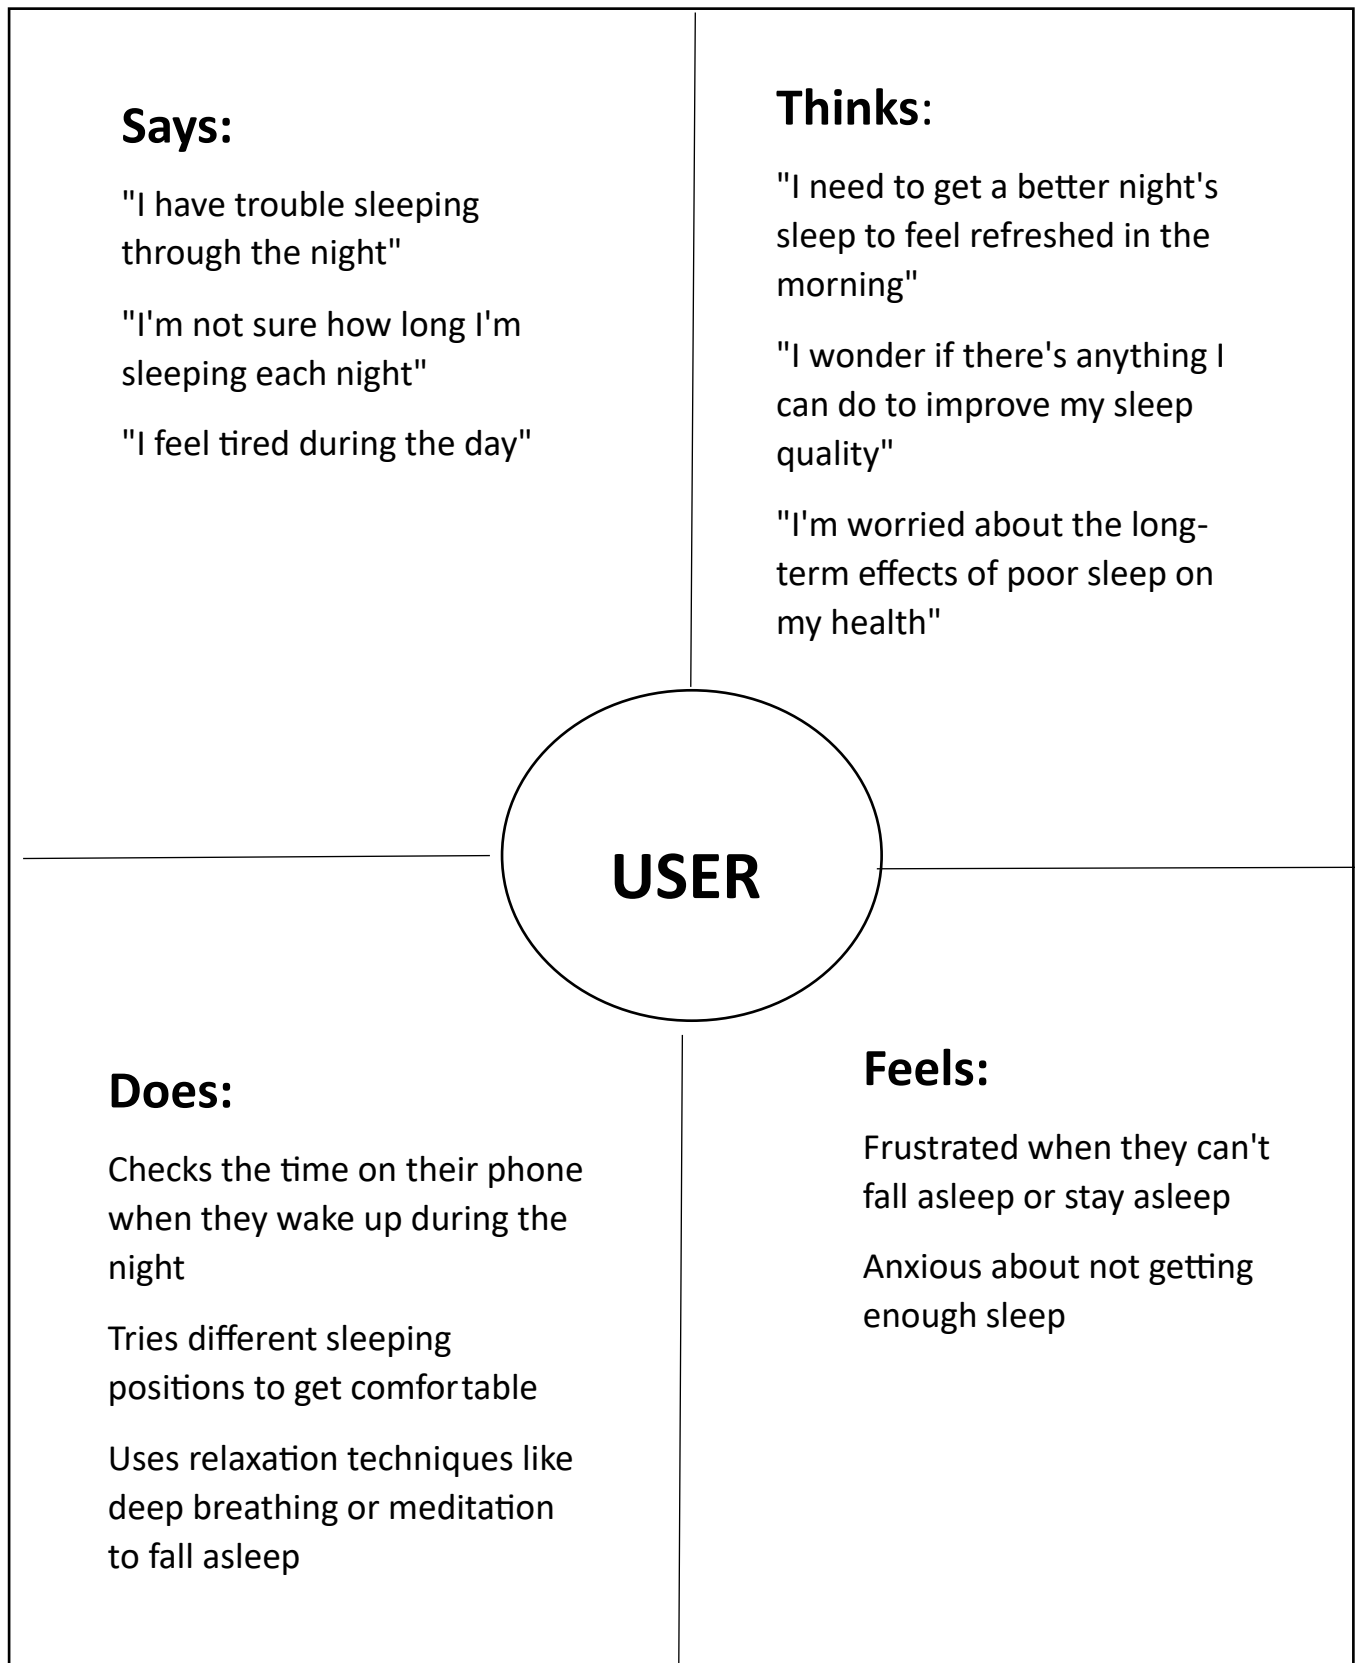 Says:
"I have trouble sleeping
through the night"
"I'm not sure how long I'm
sleeping each night"
"I feel tired during the day"
Thinks:
"I need to get a better night's
sleep to feel refreshed in the
morning"
"I wonder if there's anything I
can do to improve my sleep
quality"
"I'm worried about the long-
term effects of poor sleep on
my health"
USER
Does:
Checks the time on their phone
when they wake up during the
night
Tries different sleeping
positions to get comfortable
Uses relaxation techniques like
deep breathing or meditation
to fall asleep
Feels:
Frustrated when they can't
fall asleep or stay asleep
Anxious about not getting
enough sleep